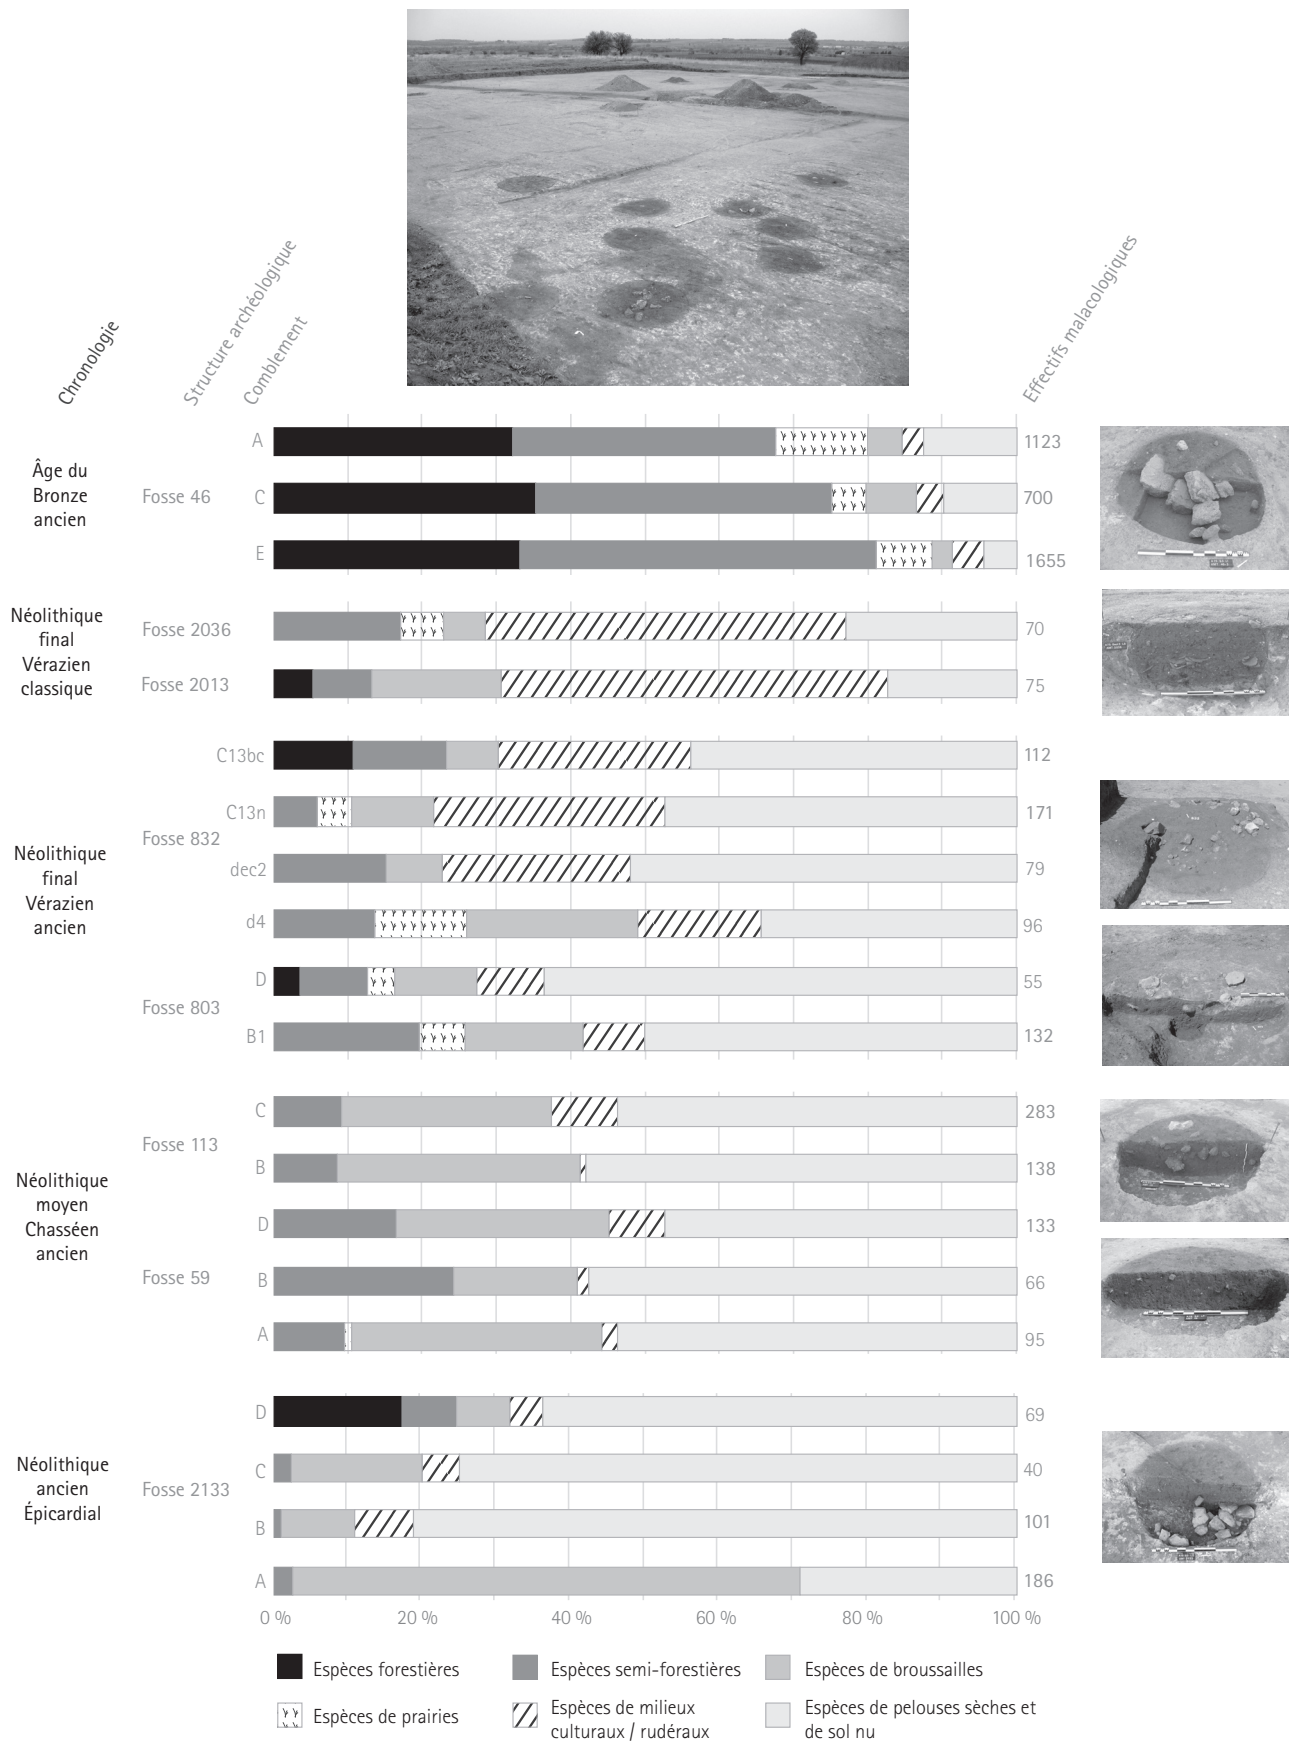 Chronologie
Structure archéologique
Comblement
Effectifs malacologiques
Âge du
Bronze
ancien
Fosse 46
A
1123
C
700
E
1655
Néolithique
final
Vérazien
classique
Fosse 2036
70
Fosse 2013
75
Néolithique
final
Vérazien
ancien
Fosse 832
C13bc
112
C13n
171
dec2
79
d4
96
Fosse 803
D
55
B1
132
Néolithique
moyen
Chasséen
ancien
Fosse 113
C
283
B
138
Fosse 59
D
133
B
66
A
95
Néolithique
ancien
Épicardial
Fosse 2133
D
69
C
40
B
101
A
186
0 %
20 %
40 %
60 %
80 %
100 %
Espèces forestières
Espèces semi-forestières
Espèces de broussailles
Espèces de prairies
Espèces de milieux
culturaux / rudéraux
Espèces de pelouses sèches et
de sol nu